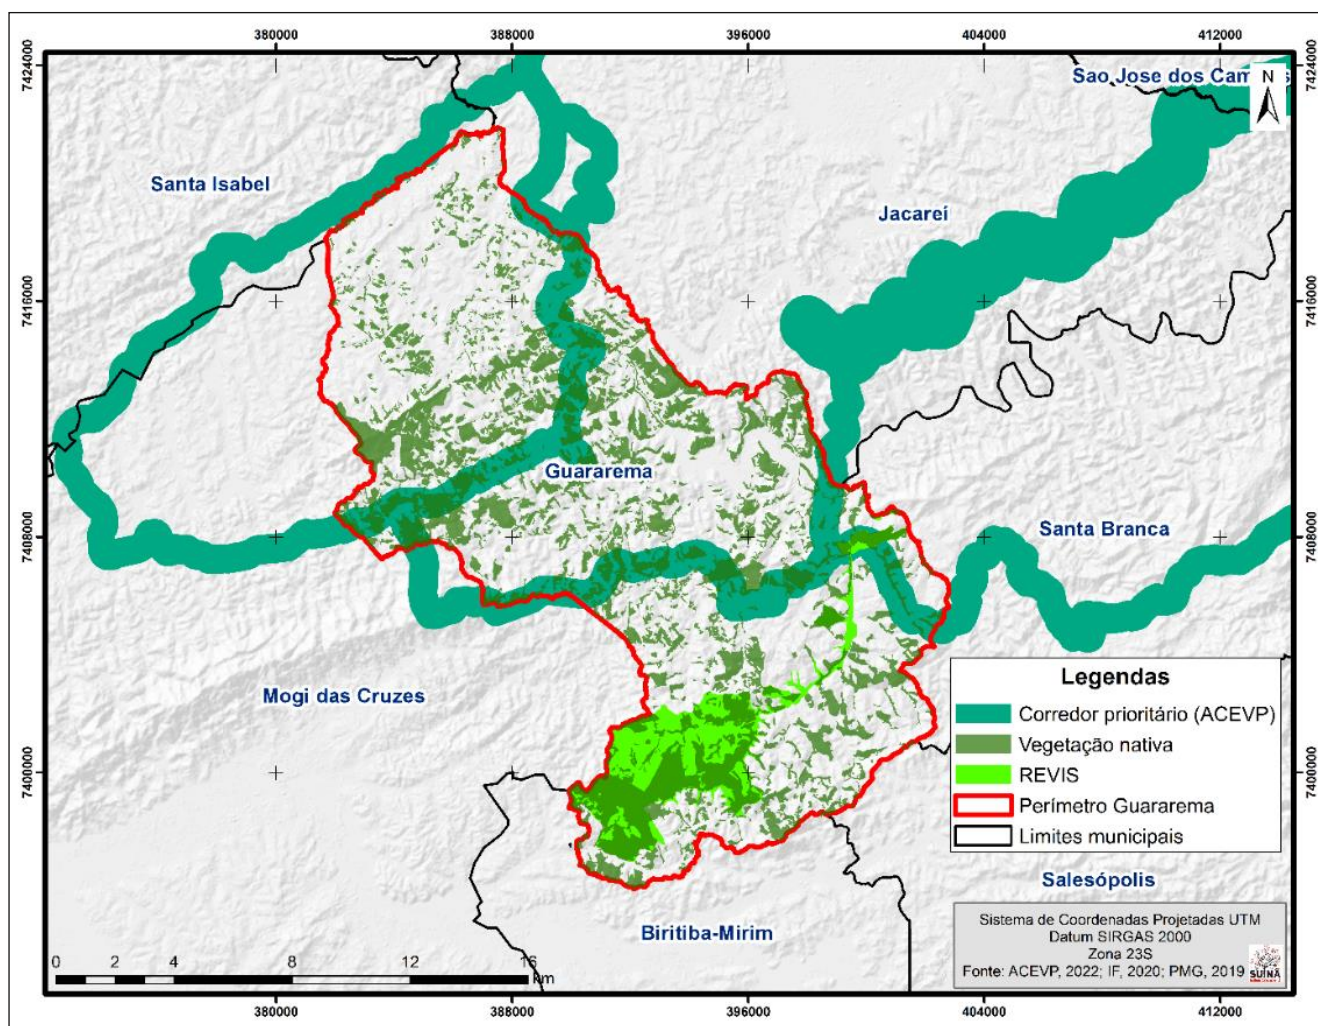 380000
388000
396000
404000
412000
7424000
7424000
Sao Jose dos Cam s
N
Santa Isabel
Jacareí
7416000
7416000
Guararema
Santa Branca
7408000
7408000
Mogi das Cruzes
Legendas
Corredor prioritário (ACEVP)
Vegetação nativa
REVIS
Perímetro Guararema
Limites municipais
7400000
7400000
Salesópolis
Biritiba-Mirim
Sistema de Coordenadas Projetadas UTM
Datum SIRGAS 2000
Zona 23S
Fonte: ACEVP, 2022; IF, 2020; PMG, 2019
SUINÃ
0 2 4 8 12 16
km
380000
388000
396000
404000
412000